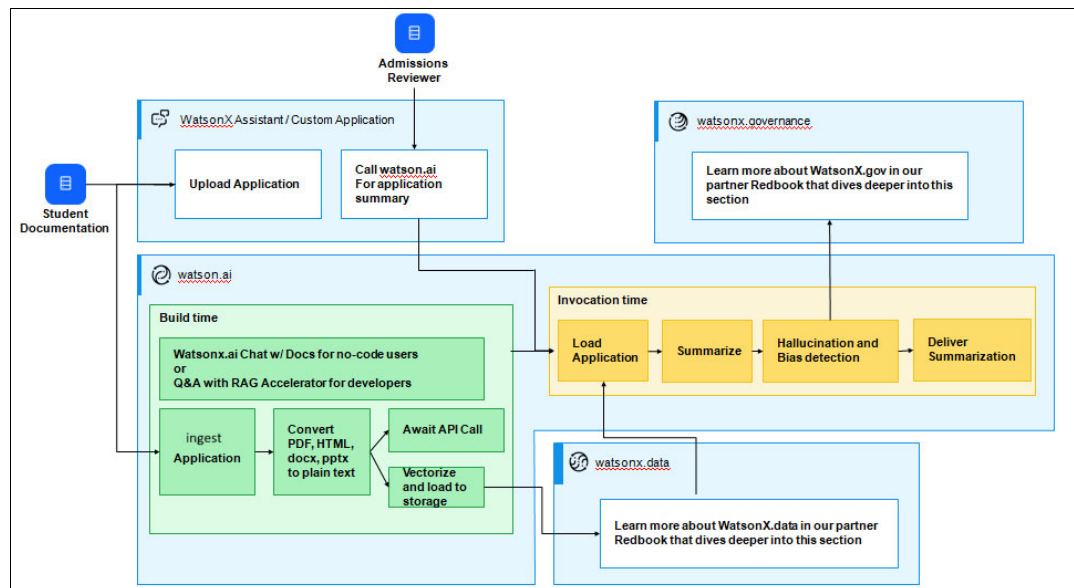 Admissions
Reviewer
WatsonX Assistant / Custom Application
Upload Application
Call watson.ai
For application
summary
watsonx.governance
Learn more about WatsonX.gov in our
partner Redbook that dives deeper into this
section
Student
Documentation
watson.ai
Build time
Watsonx.ai Chat w/ Docs for no-code users
or
Q&A with RAG Accelerator for developers
ingest
Application
Convert
PDF, HTML,
docx, pptx
to plain text
Await API Call
Vectorize
and load to
storage
Invocation time
Load
Application
Summarize
Hallucination and
Bias detection
Deliver
Summarization
watsonx.data
Learn more about WatsonX.data in our partner
Redbook that dives deeper into this section